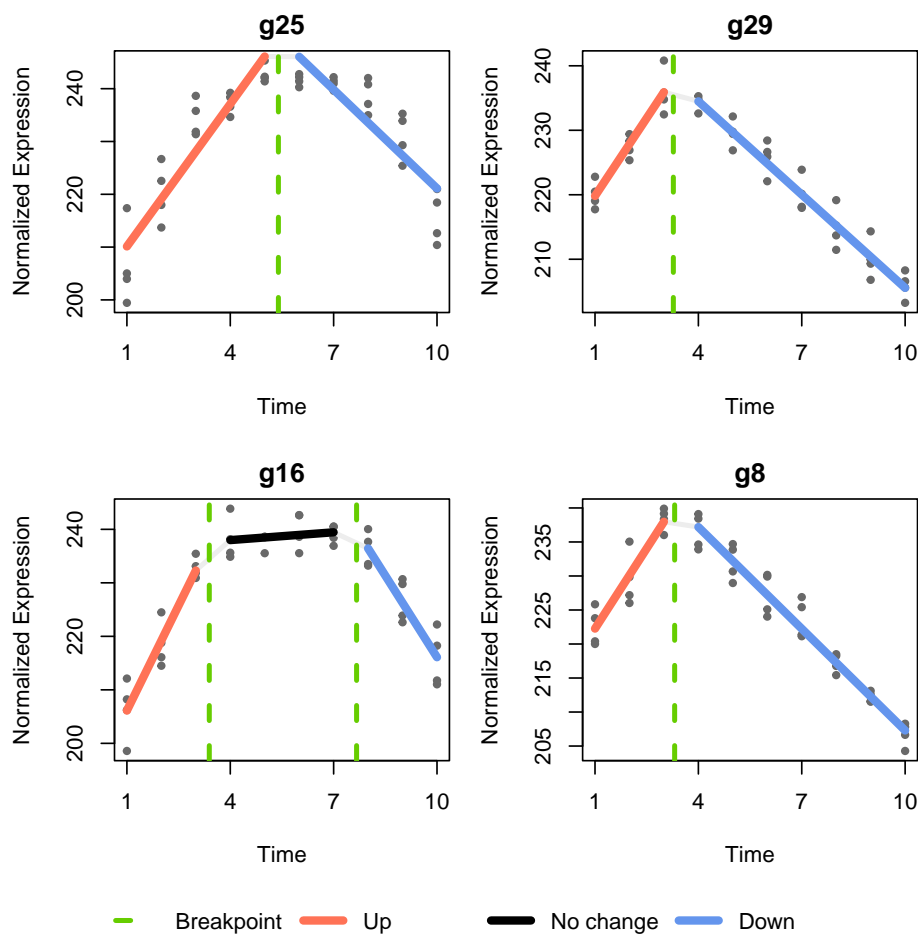 g25
Normalized Expression
200
220
240
1 4 7 10
Time
g29
Normalized Expression
210
220
230
240
1 4 7 10
Time
g16
Normalized Expression
200
220
240
1 4 7 10
Time
g8
Normalized Expression
205
215
225
235
1 4 7 10
Time
Breakpoint Up No change Down